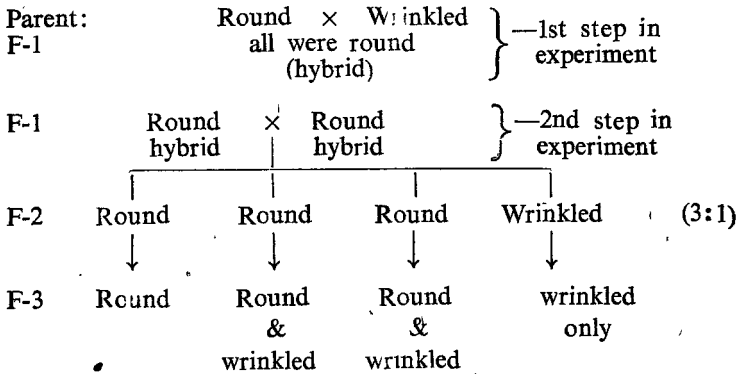 Parent: Round × Wrinkled
F-1 all were round
(hybrid)
—1st step in
experiment
F-1 Round × Round
hybrid hybrid
—2nd step in
experiment
F-2 Round Round Round Wrinkled (3:1)
F-3 Round Round Round wrinkled
& & only
wrinkled wrinkled